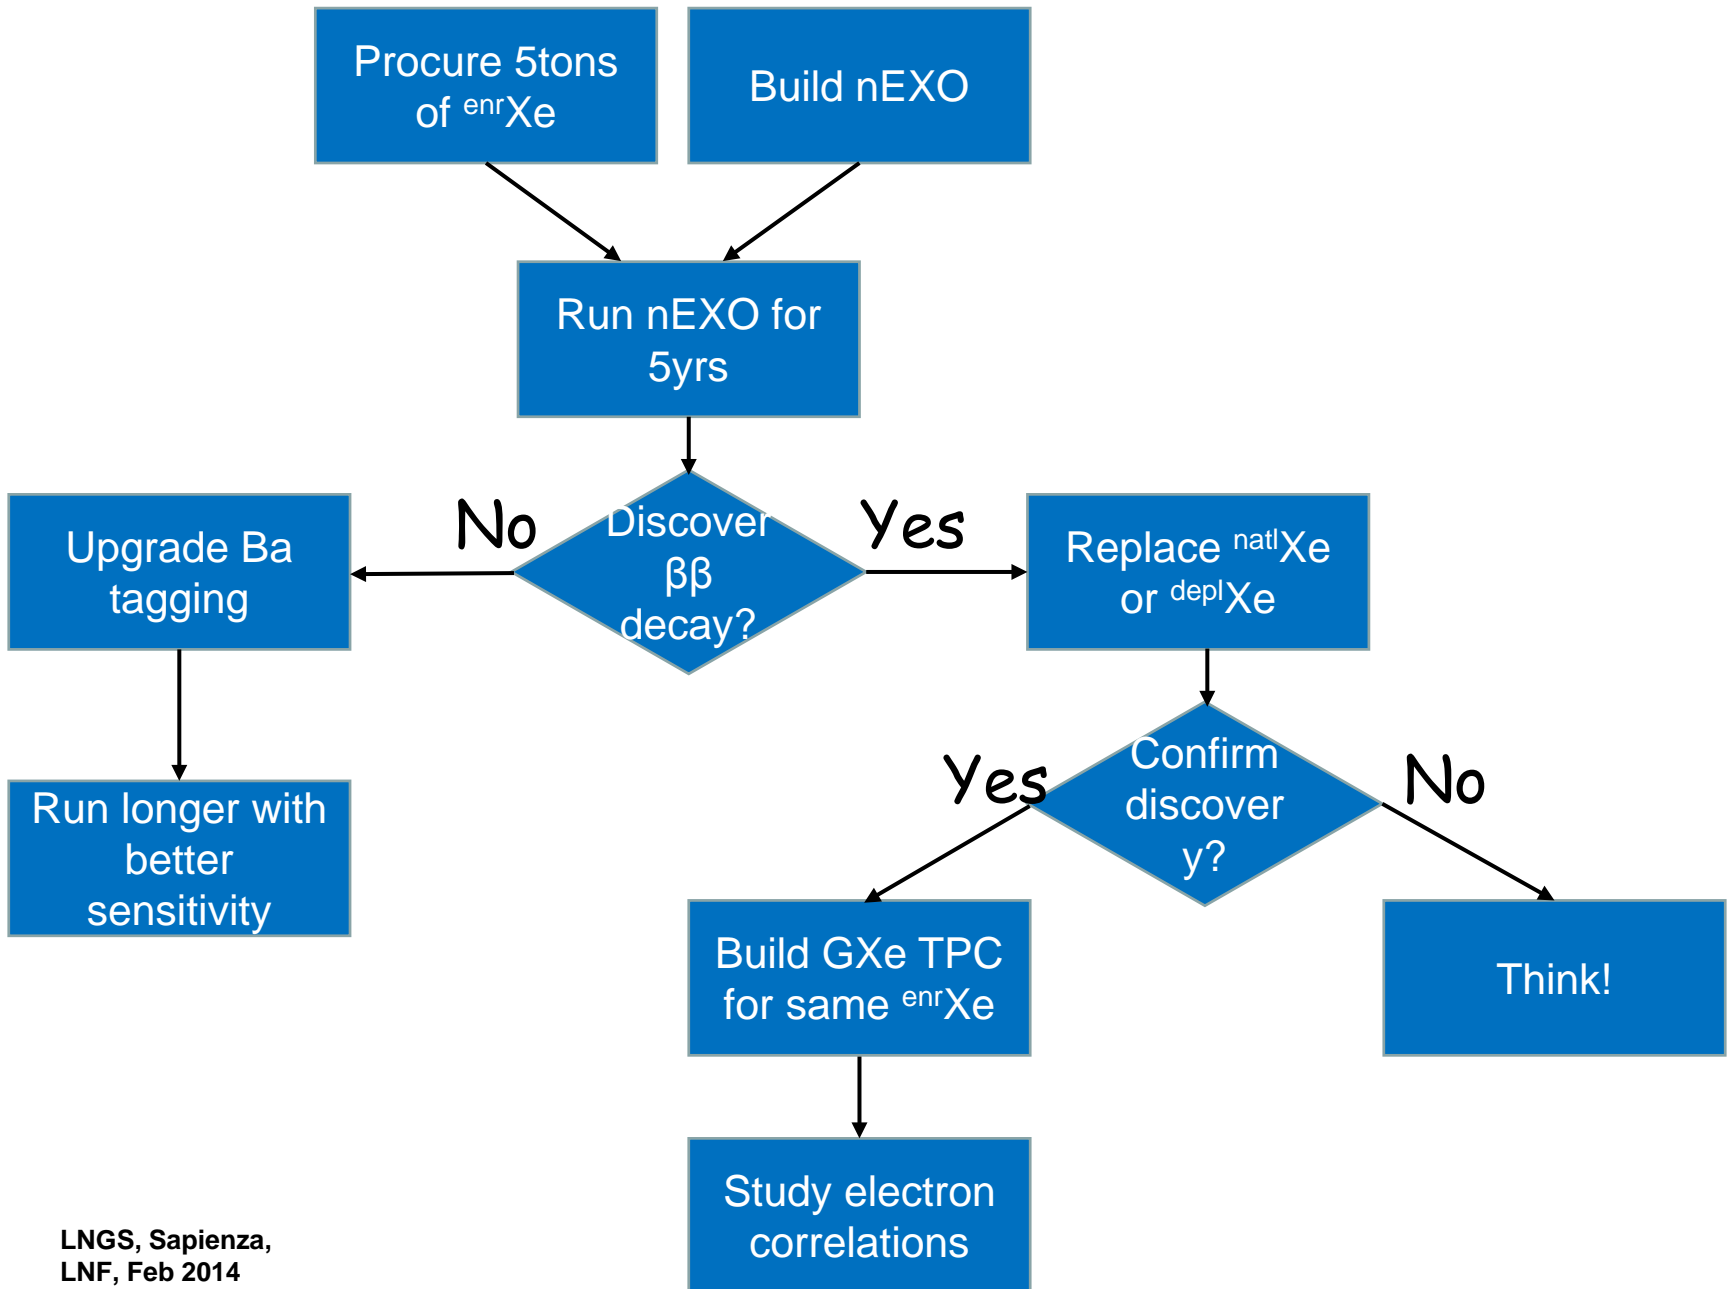 Procure 5tons
of enrXe
Build nEXO
Run nEXO for
5yrs
No
Discover
ββ
decay?
Yes
Upgrade Ba
tagging
Replace natlXe
or deplXe
Run longer with
better
sensitivity
Yes
Confirm
discover
y?
No
Build GXe TPC
for same enrXe
Think!
Study electron
correlations
LNGS, Sapienza,
LNF, Feb 2014